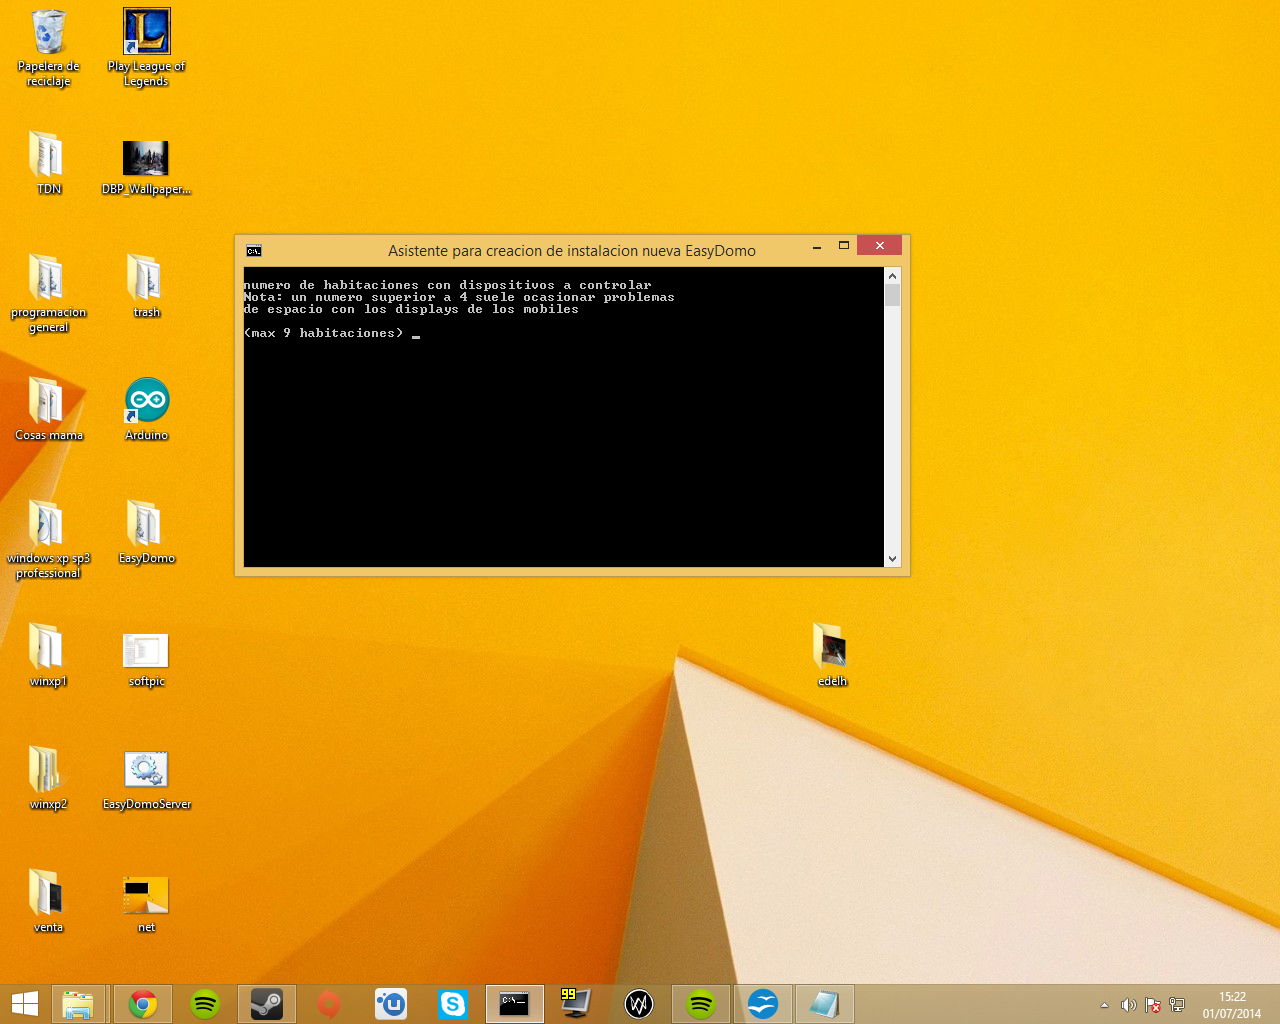 Papelera de
reciclaje
Play League of
Legends
TDN
DBP_Wallpaper...
programacion
general
trash
Cosas mama
Arduino
windows xp sp3
professional
EasyDomo
winxp1
softpic
winxp2
EasyDomoServer
venta
net
edelh
C:\.
Asistente para creacion de instalacion nueva EasyDomo
numero de habitaciones con dispositivos a controlar
Nota: un numero superior a 4 suele ocasionar problemas
de espacio con los displays de los mobiles
(max 9 habitaciones) _
C:\_
99
15:22
01/07/2014